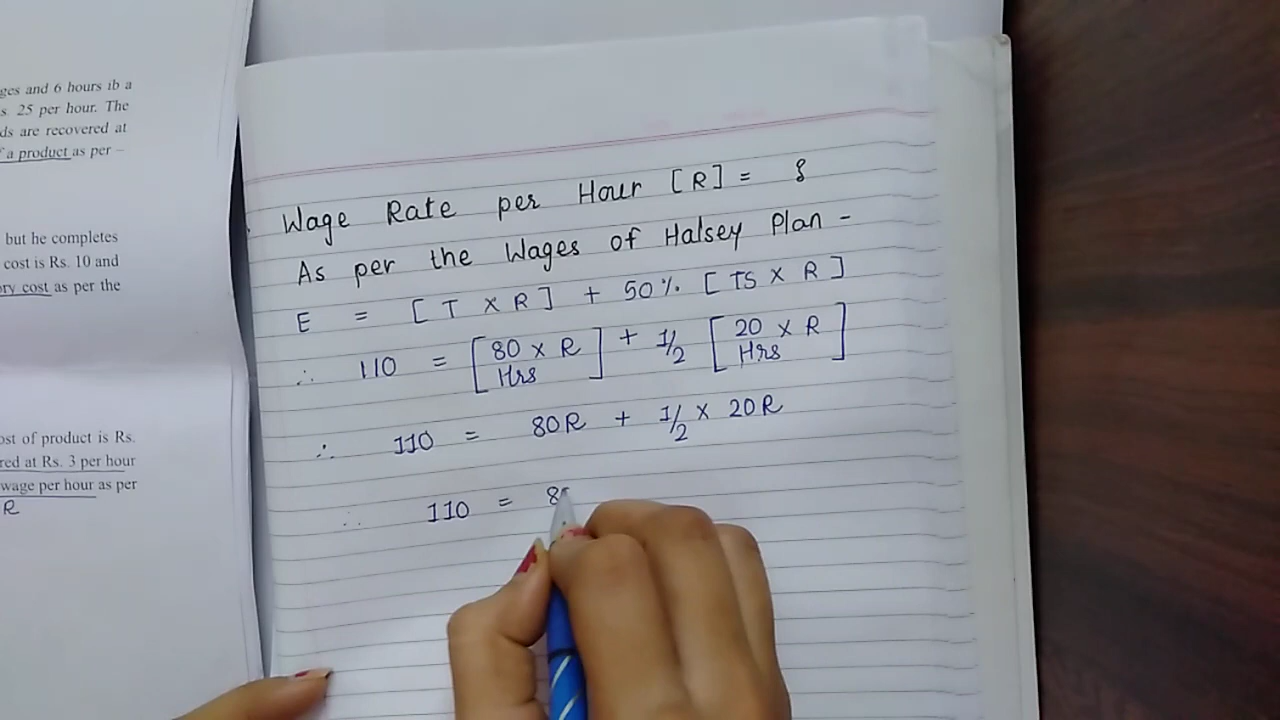 ges and 6 hours ib a
s. 25 per hour. The
ds are recovered at
a product as per –
but he completes
cost is Rs. 10 and
ory cost as per the
ost of product is Rs.
red at Rs. 3 per hour
wage per hour as per
R
Wage Rate per Hour [R] = ?
As per the Wages of Halsey Plan -
E = [T X R] + 50% [TS X R]
∴ 110 = [80 X R] + 1/2 [20 X R]
Hrs Hrs
∴ 110 = 80R + 1/2 X 20R
∴ 110 = 8